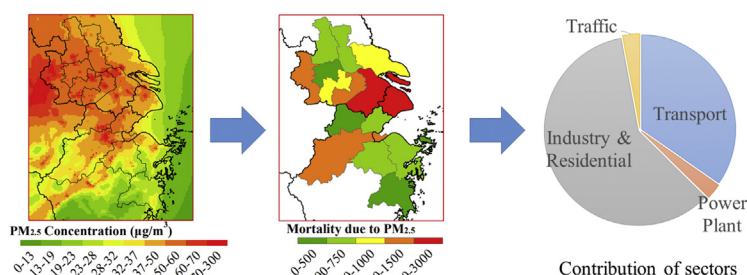 Traffic
Transport
Industry &
Residential
Power
Plant
PM2.5 Concentration (µg/m3)
0-13
13-19
19-23
23-28
28-32
32-37
37-50
50-60
60-70
70-300
Mortality due to PM2.5
0-500
Contribution of sectors